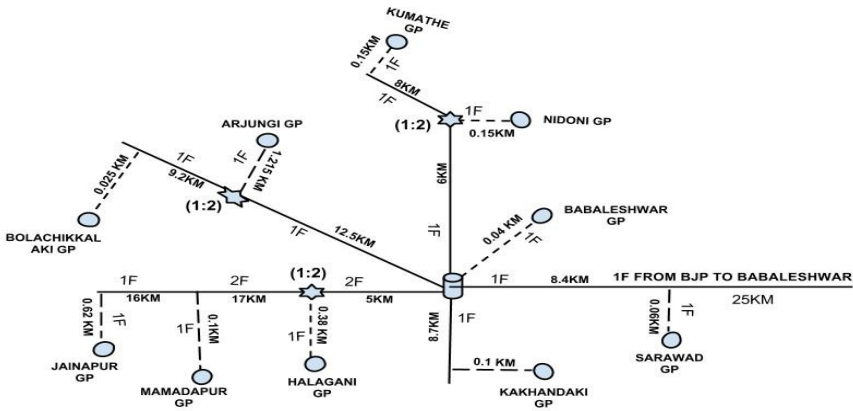 KUMATHE
GP
0.15KM
1F
8KM
1F
1F
(1:2)
0.15KM
NIDONI GP
ARJUNGI GP
1F
1.215 KM
1F
9.2KM
(1:2)
0.025 KM
BOLACHIKKAL
AKI GP
9KM
1F
1F
12.5KM
BABALESHWAR
GP
0.04 KM
1F
(1:2)
1F
2F
2F
16KM
17KM
5KM
1F
8.4KM
1F FROM BJP TO BABALESHWAR
25KM
0.62 KM
1F
0.1KM
1F
0.38 KM
1F
8.7KM
1F
0.06KM
1F
JAINAPUR
GP
MAMADAPUR
GP
HALAGANI
GP
0.1 KM
KAKHANDAKI
GP
SARAWAD
GP